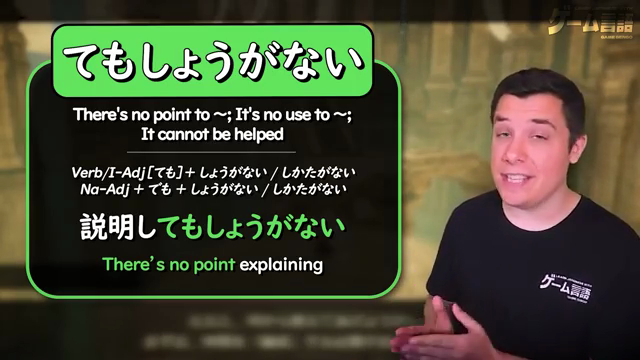 てもしょうがない
There's no point to ～; It's no use to ～;
It cannot be helped
Verb/I-Adj [ても] + しょうがない / しかたがない
Na-Adj + でも + しょうがない / しかたがない
説明してもしょうがない
There's no point explaining
ゲーム言語
ゲーム言語